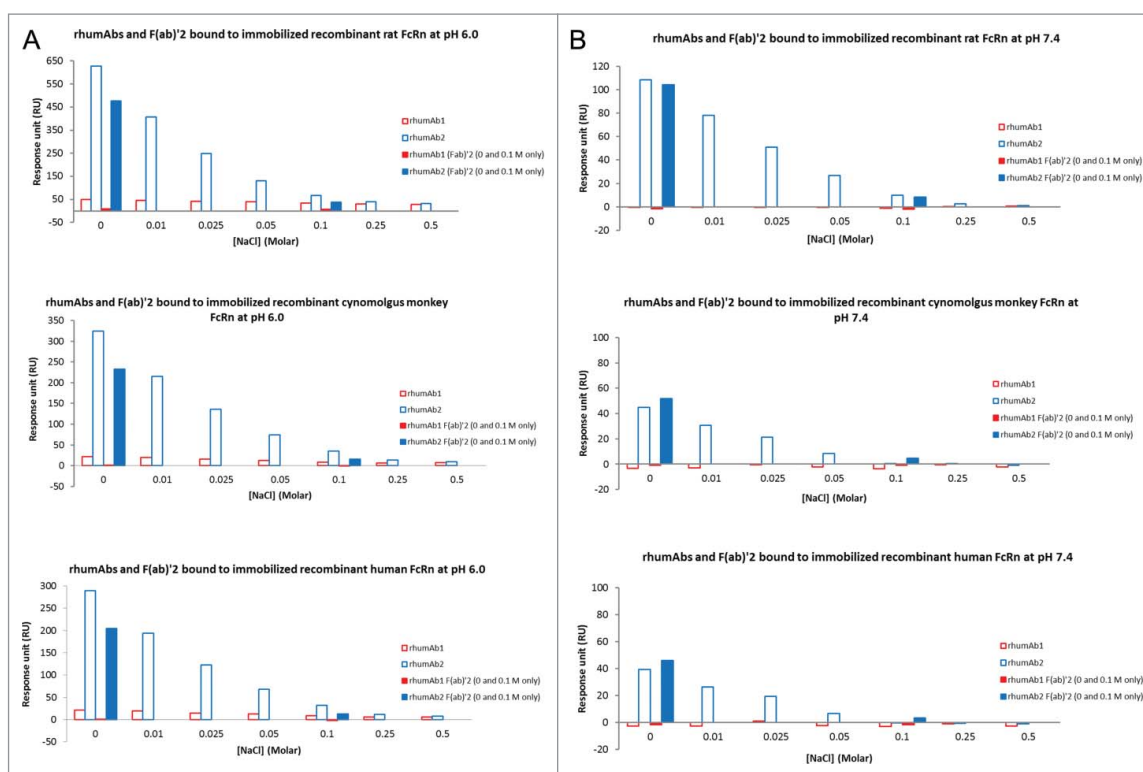 A
rhumAbs and F(ab)'2 bound to immobilized recombinant rat FcRn at pH 6.0
650
550
450
350
250
150
50
-50
Response unit (RU)
rhumAb1
rhumAb2
rhumAb1 (Fab)'2 (0 and 0.1 M only)
rhumAb2 (Fab)'2 (0 and 0.1 M only)
0 0.01 0.025 0.05 0.1 0.25 0.5
[NaCl] (Molar)
rhumAbs and F(ab)'2 bound to immobilized recombinant cynomolgus monkey
FcRn at pH 6.0
350
300
250
200
150
100
50
0
-50
Response unit (RU)
rhumAb1
rhumAb2
rhumAb1 F(ab)'2 (0 and 0.1 M only)
rhumAb2 F(ab)'2 (0 and 0.1 M only)
0 0.01 0.025 0.05 0.1 0.25 0.5
[NaCl] (Molar)
rhumAbs and F(ab)'2 bound to immobilized recombinant human FcRn at pH 6.0
300
250
200
150
100
50
0
-50
Response unit (RU)
rhumAb1
rhumAb2
rhumAb1 F(ab)'2 (0 and 0.1 M only)
rhumAb2 F(ab)'2 (0 and 0.1 M only)
0 0.01 0.025 0.05 0.1 0.25 0.5
[NaCl] (Molar)
B
rhumAbs and F(ab)'2 bound to immobilized recombinant rat FcRn at pH 7.4
120
100
80
60
40
20
0
-20
Response unit (RU)
rhumAb1
rhumAb2
rhumAb1 F(ab)'2 (0 and 0.1 M only)
rhumAb2 F(ab)'2 (0 and 0.1 M only)
0 0.01 0.025 0.05 0.1 0.25 0.5
[NaCl] (Molar)
rhumAbs and F(ab)'2 bound to immobilized recombinant cynomolgus monkey FcRn at
pH 7.4
100
80
60
40
20
0
-20
Response unit (RU)
rhumAb1
rhumAb2
rhumAb1 F(ab)'2 (0 and 0.1 M only)
rhumAb2 F(ab)'2 (0 and 0.1 M only)
0 0.01 0.025 0.05 0.1 0.25 0.5
[NaCl] (Molar)
rhumAbs and F(ab)'2 bound to immobilized recombinant human FcRn at pH 7.4
100
80
60
40
20
0
-20
Response unit (RU)
rhumAb1
rhumAb2
rhumAb1 F(ab)'2 (0 and 0.1 M only)
rhumAb2 F(ab)'2 (0 and 0.1 M only)
0 0.01 0.025 0.05 0.1 0.25 0.5
[NaCl] (Molar)